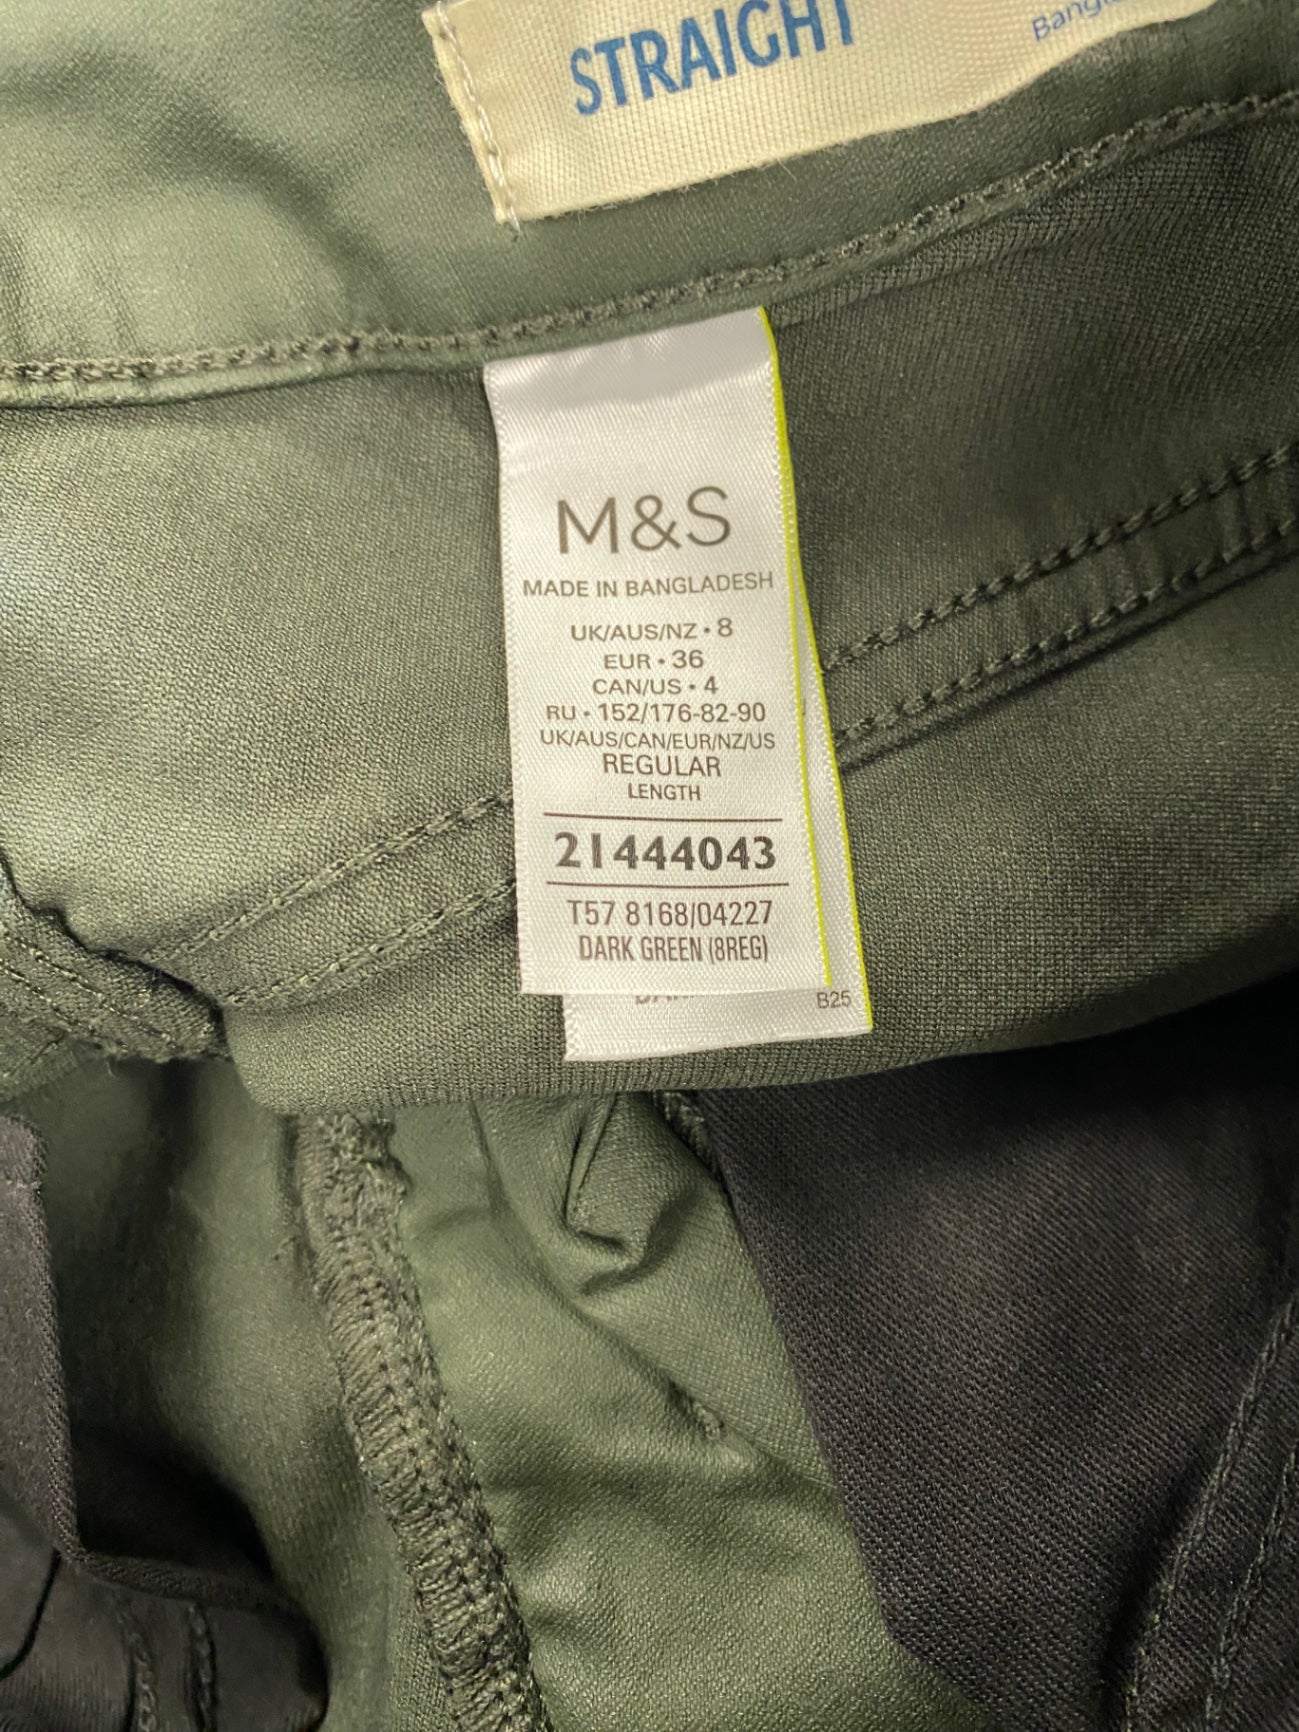 STRAIGHT
M&S
MADE IN BANGLADESH
UK/AUS/NZ • 8
EUR • 36
CAN/US • 4
RU • 152/176-82-90
UK/AUS/CAN/EUR/NZ/US
REGULAR
LENGTH
21444043
T57 8168/04227
DARK GREEN (8REG)
B25